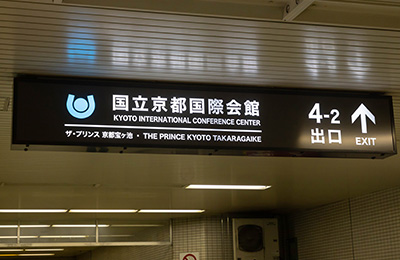 国立京都国際会館
KYOTO INTERNATIONAL CONFERENCE CENTER
ザ・プリンス 京都宝ヶ池 ・ THE PRINCE KYOTO TAKARAGAIKE
4-2
出口
EXIT